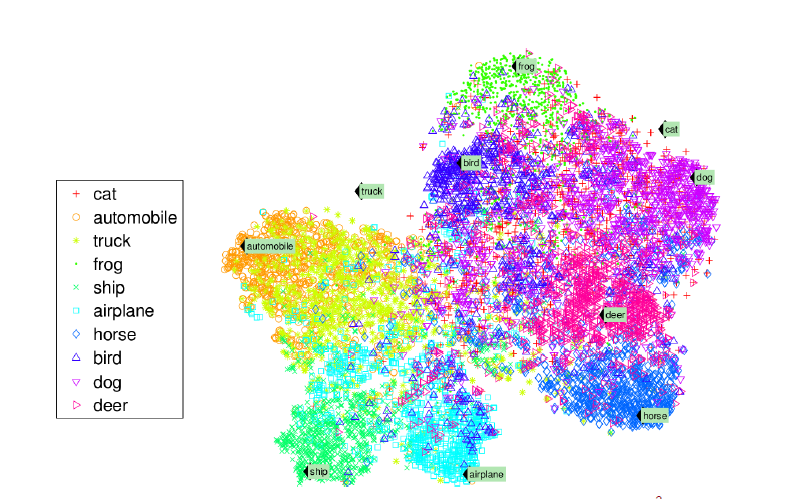 frog
cat
bird
dog
truck
cat
automobile
truck
frog
ship
airplane
horse
bird
dog
deer
automobile
deer
horse
ship
airplane